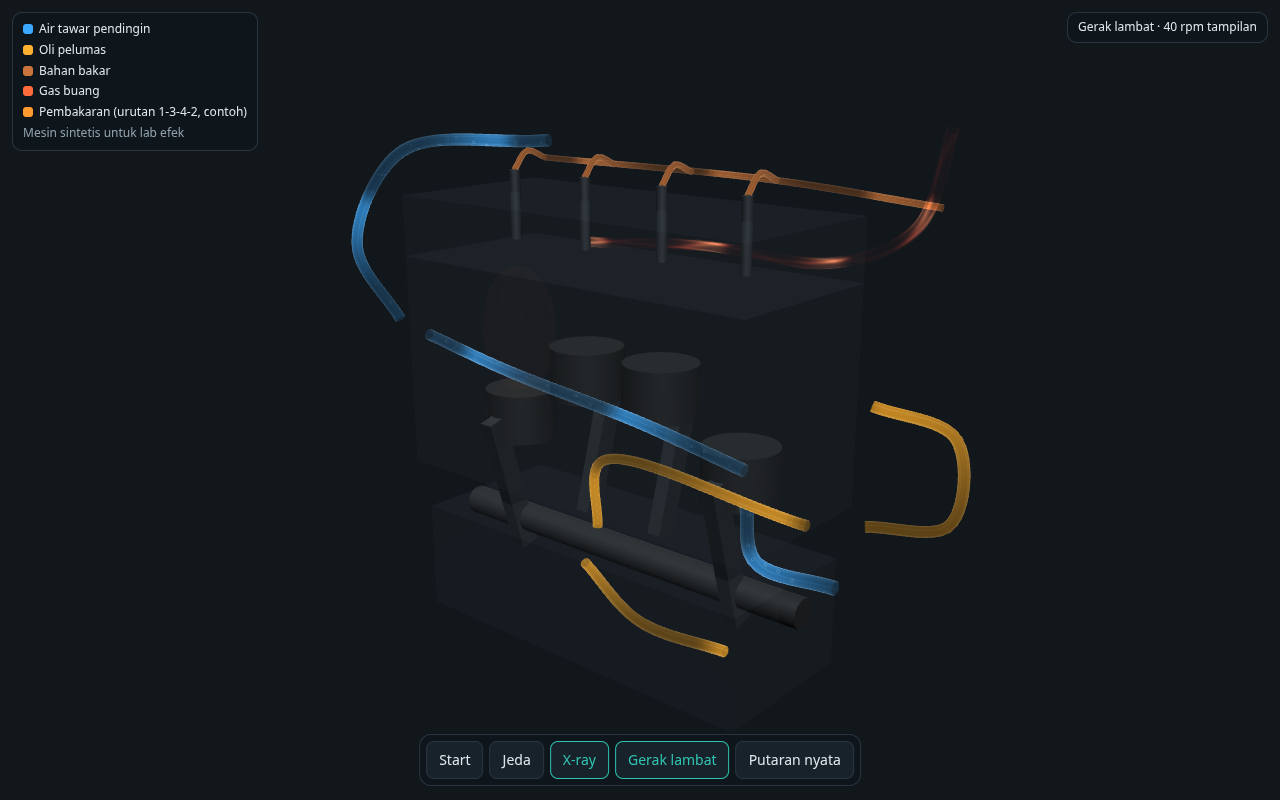 Air tawar pendingin
Oli pelumas
Bahan bakar
Gas buang
Pembakaran (urutan 1-3-4-2, contoh)
Mesin sintetis untuk lab efek
Gerak lambat · 40 rpm tampilan
Start
Jeda
X-ray
Gerak lambat
Putaran nyata